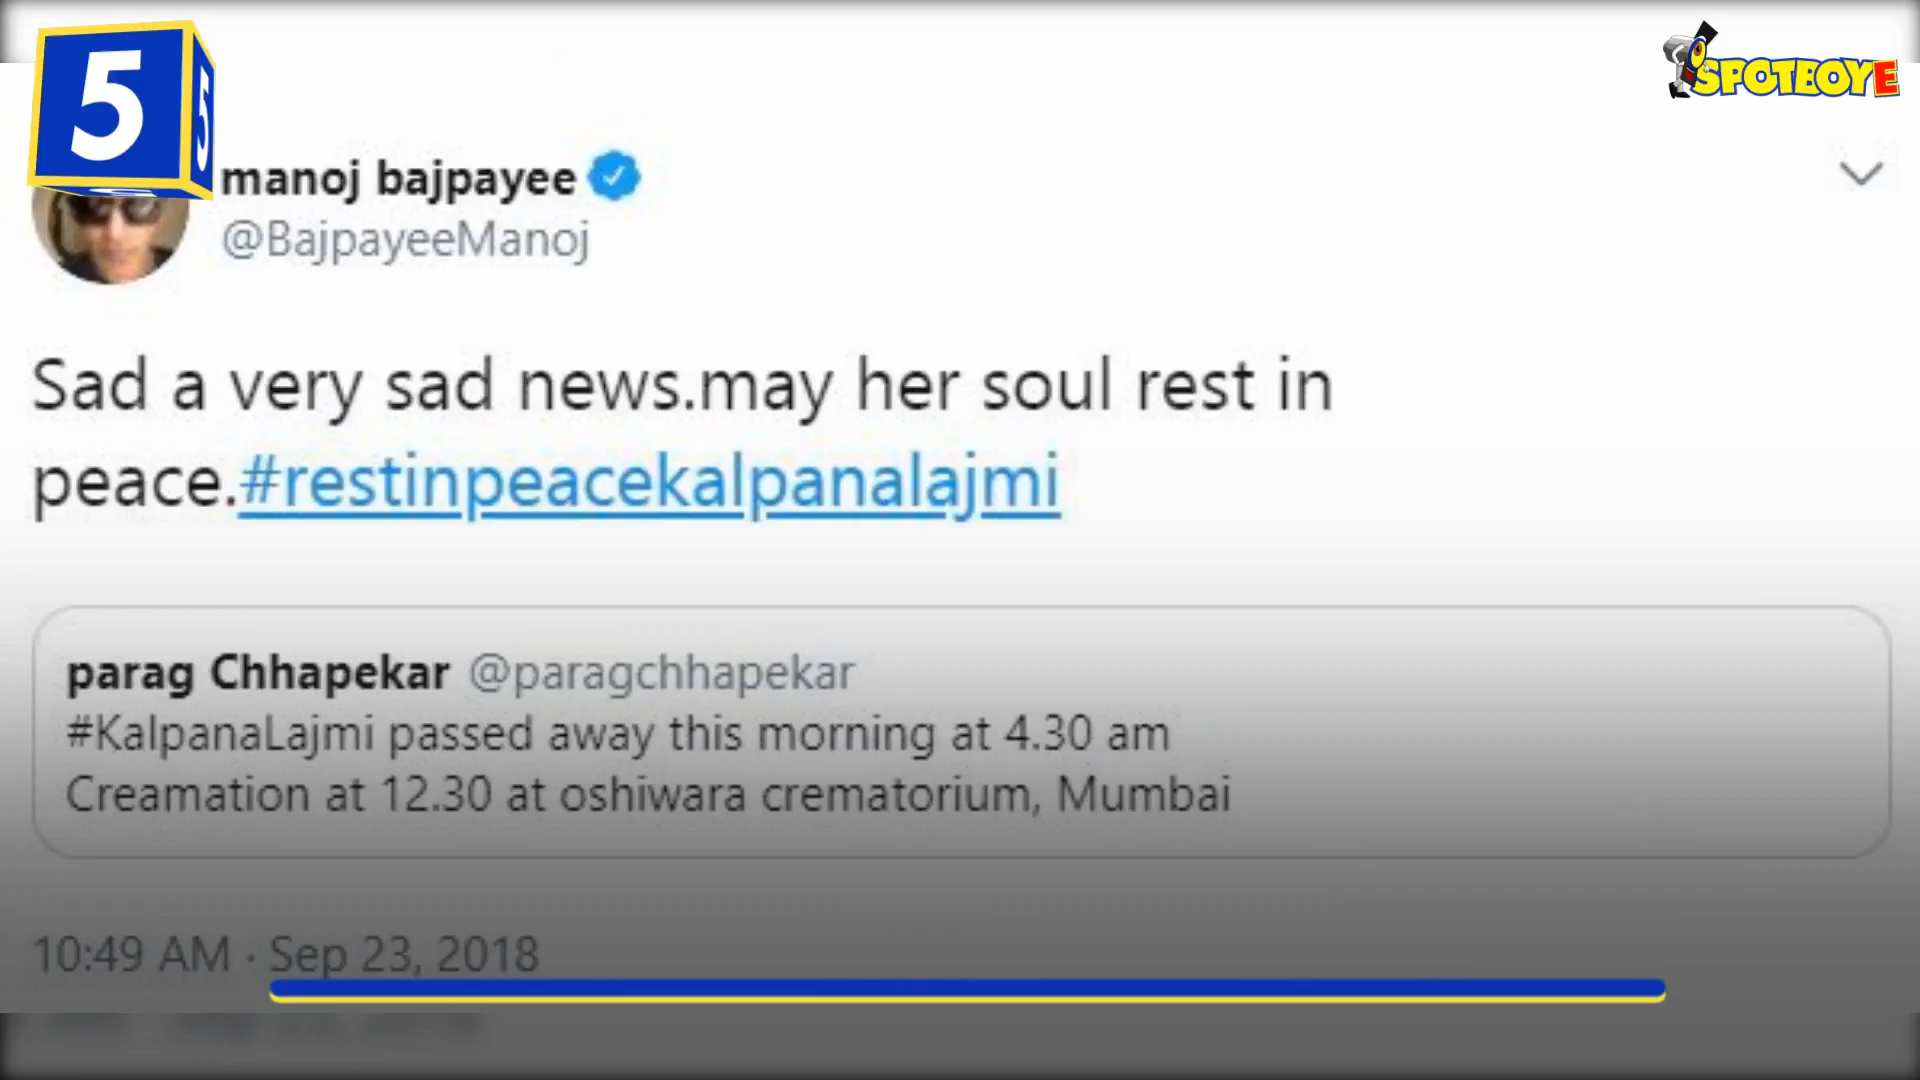 5
5
SPOTBOYE
manoj bajpayee
@BajpayeeManoj
Sad a very sad news.may her soul rest in
peace.#restinpeacekalpanalajmi
parag Chhapekar @paragchhapekar
#KalpanaLajmi passed away this morning at 4.30 am
Creamation at 12.30 at oshiwara crematorium, Mumbai
10:49 AM · Sep 23, 2018